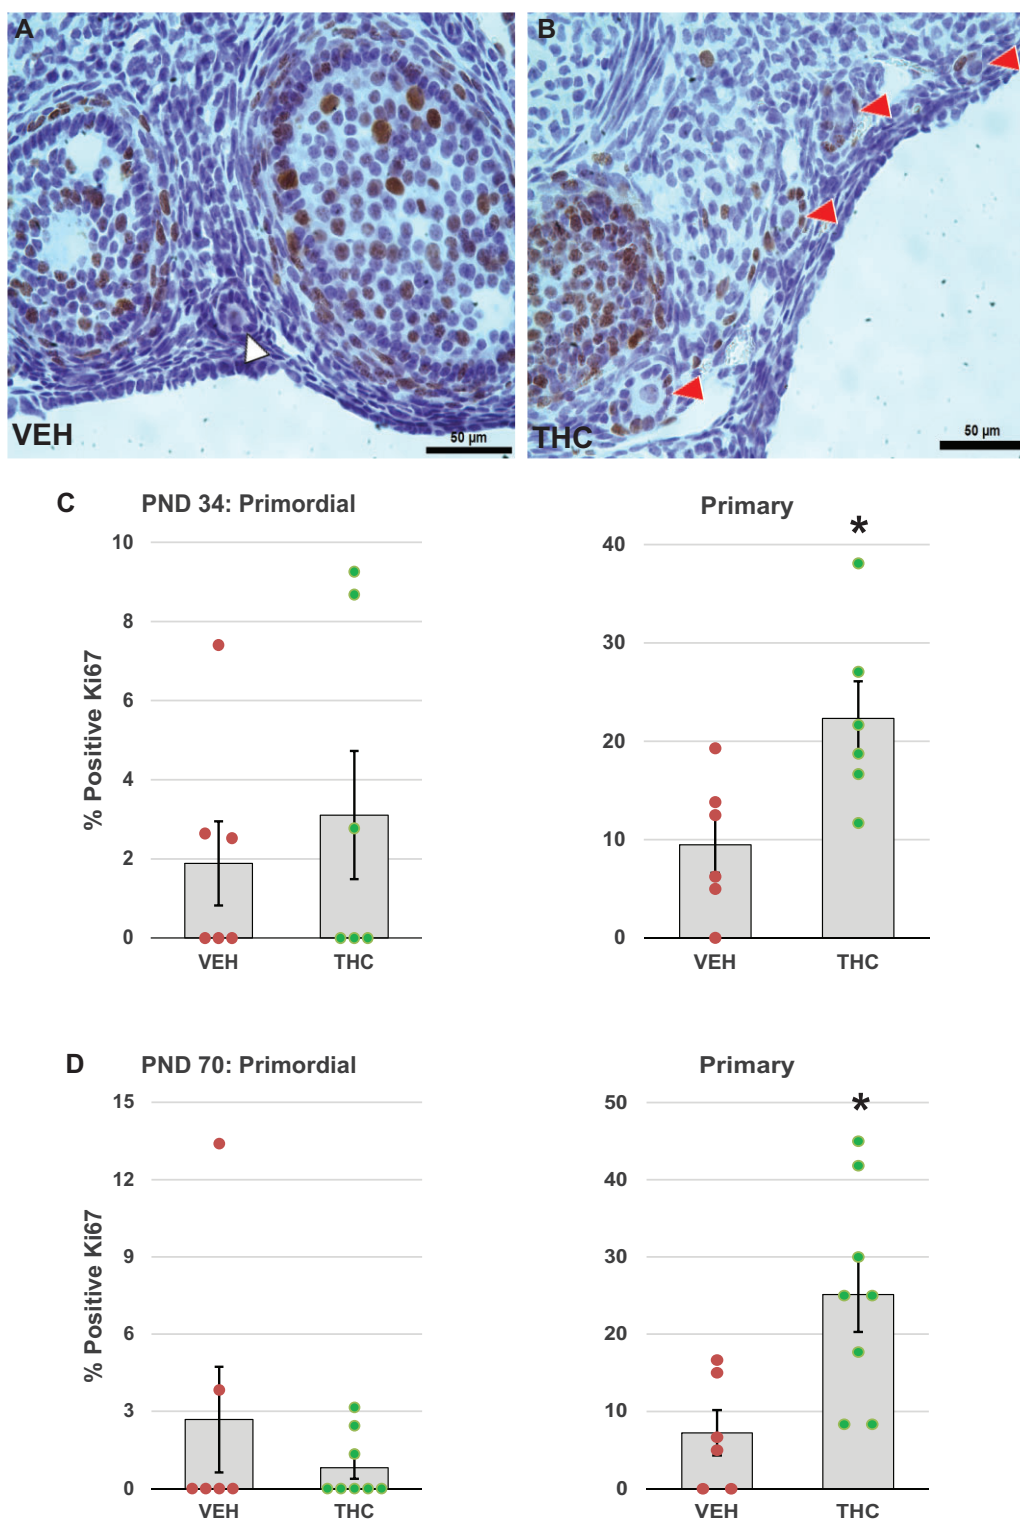 A
B
VEH
50 µm
THC
50 µm
C
PND 34: Primordial
Primary
*
% Positive Ki67
10
8
6
4
2
0
VEH
THC
40
30
20
10
0
VEH
THC
D
PND 70: Primordial
Primary
*
% Positive Ki67
15
12
9
6
3
0
VEH
THC
50
40
30
20
10
0
VEH
THC